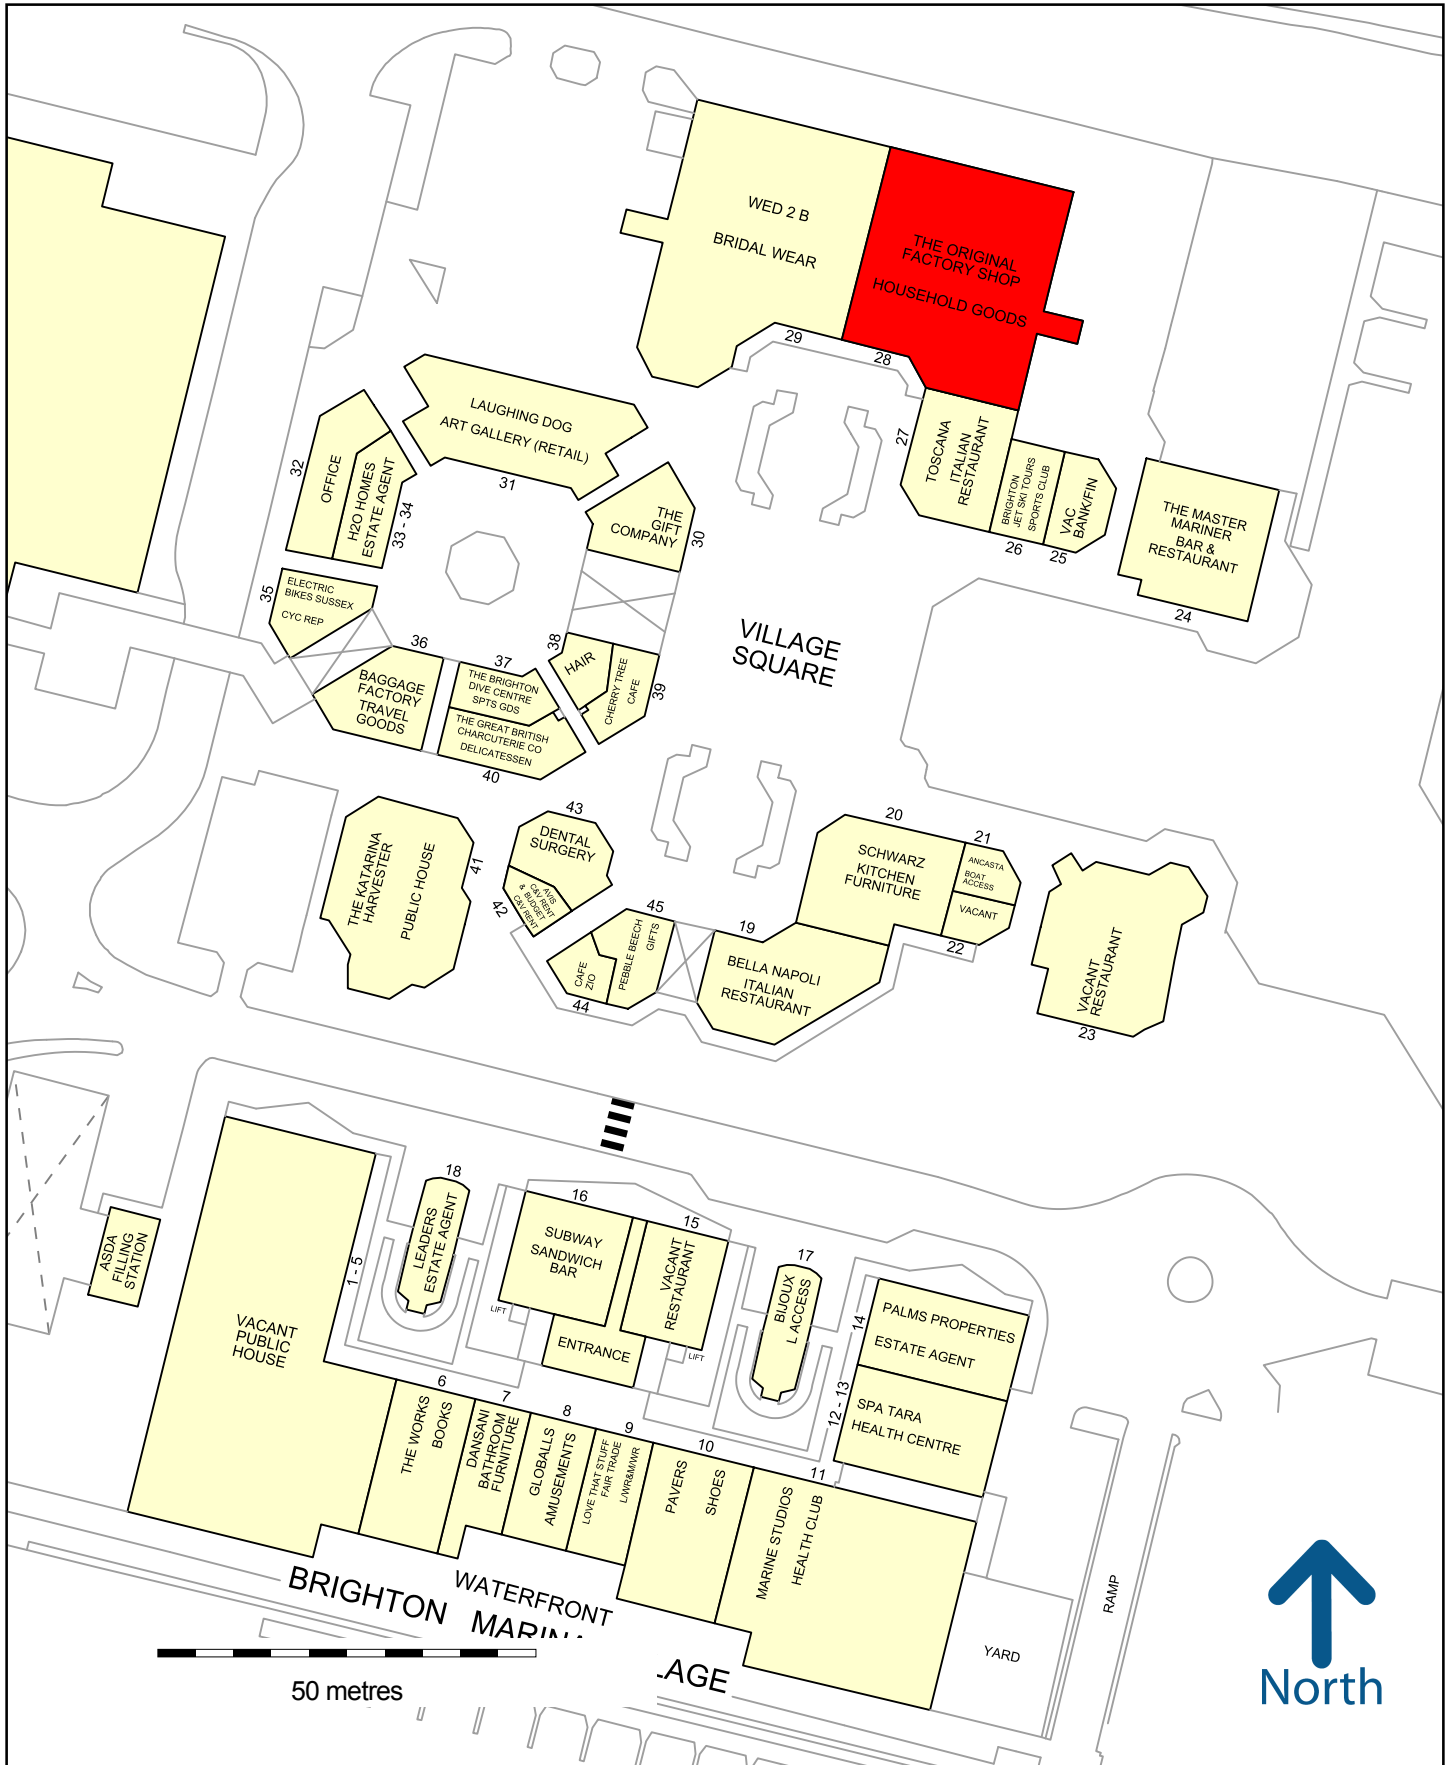 WED 2 B
BRIDAL WEAR
THE ORIGINAL
FACTORY SHOP
HOUSEHOLD GOODS
29
28
27
TOSCANA
ITALIAN
RESTAURANT
BRIGHTON
JET SKI TOURS
SPORTS CLUB
26
VAC
BANK/FIN
25
THE MASTER
MARINER
BAR &
RESTAURANT
24
LAUGHING DOG
ART GALLERY (RETAIL)
31
32
OFFICE
H2O HOMES
ESTATE AGENT
33 - 34
THE
GIFT
COMPANY
30
35
ELECTRIC
BIKES SUSSEX
CYC REP
36
BAGGAGE
FACTORY
TRAVEL
GOODS
37
THE BRIGHTON
DIVE CENTRE
SPTS GDS
THE GREAT BRITISH
CHARCUTERIE CO
DELICATESSEN
40
38
HAIR
CHERRY TREE
CAFE
39
VILLAGE
SQUARE
THE KATARINA
HARVESTER
PUBLIC HOUSE
41
43
DENTAL
SURGERY
42
AVIS
C&V RENT
& BUDGET
C&V RENT
CAFE
ZIO
44
45
PEBBLE BEECH
GIFTS
19
BELLA NAPOLI
ITALIAN
RESTAURANT
20
SCHWARZ
KITCHEN
FURNITURE
21
ANCASTA
BOAT
ACCESS
VACANT
22
VACANT
RESTAURANT
23
ASDA
FILLING
STATION
VACANT
PUBLIC
HOUSE
1 - 5
18
LEADERS
ESTATE AGENT
16
SUBWAY
SANDWICH
BAR
LIFT
ENTRANCE
15
VACANT
RESTAURANT
LIFT
17
BIJOUX
L ACCESS
14
PALMS PROPERTIES
ESTATE AGENT
12 - 13
SPA TARA
HEALTH CENTRE
6
THE WORKS
BOOKS
7
DANSANI
BATHROOM
FURNITURE
8
GLOBALLS
AMUSEMENTS
9
LOVE THAT STUFF
FAIR TRADE
L/WR&M/WR
10
PAVERS
SHOES
11
MARINE STUDIOS
HEALTH CLUB
YARD
RAMP
WATERFRONT
BRIGHTON MARINA
LAGE
50 metres
North